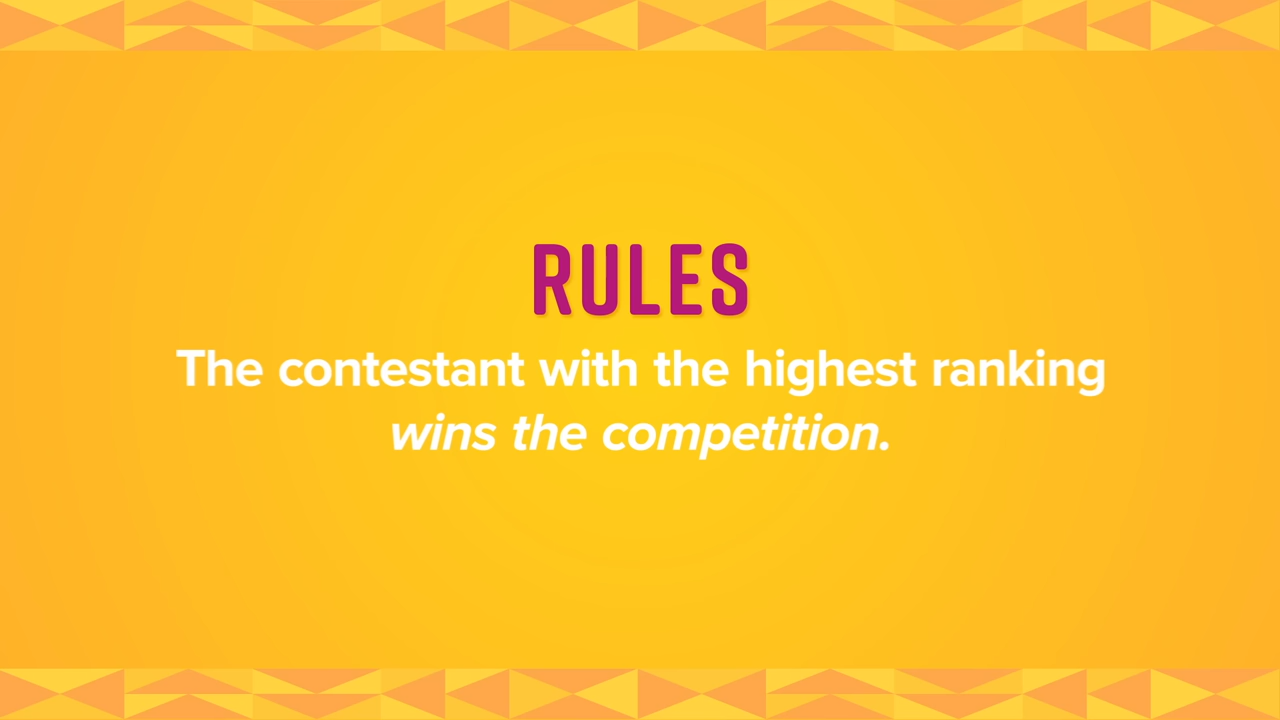 RULES
The contestant with the highest ranking
wins the competition.